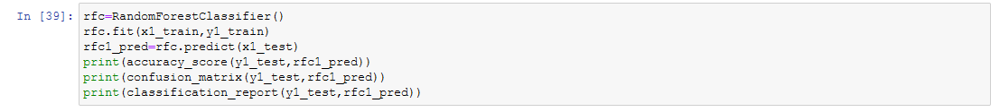 In [39]: rfc=RandomForestClassifier()
rfc.fit(x1_train,y1_train)
rfc1_pred=rfc.predict(x1_test)
print(accuracy_score(y1_test,rfc1_pred))
print(confusion_matrix(y1_test,rfc1_pred))
print(classification_report(y1_test,rfc1_pred))